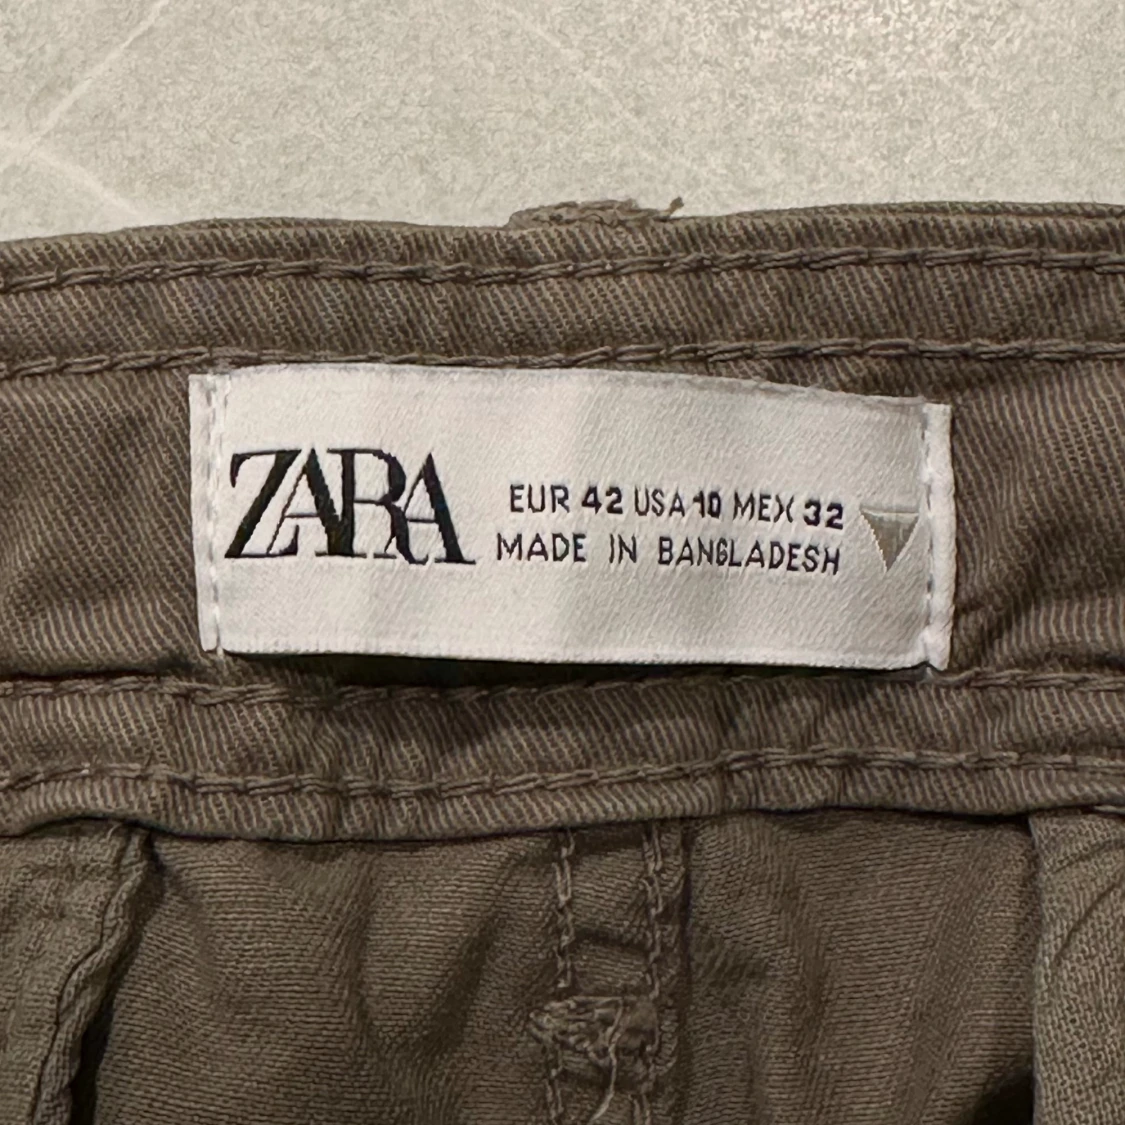 ZARA
EUR 42 USA 10 MEX 32
MADE IN BANGLADESH